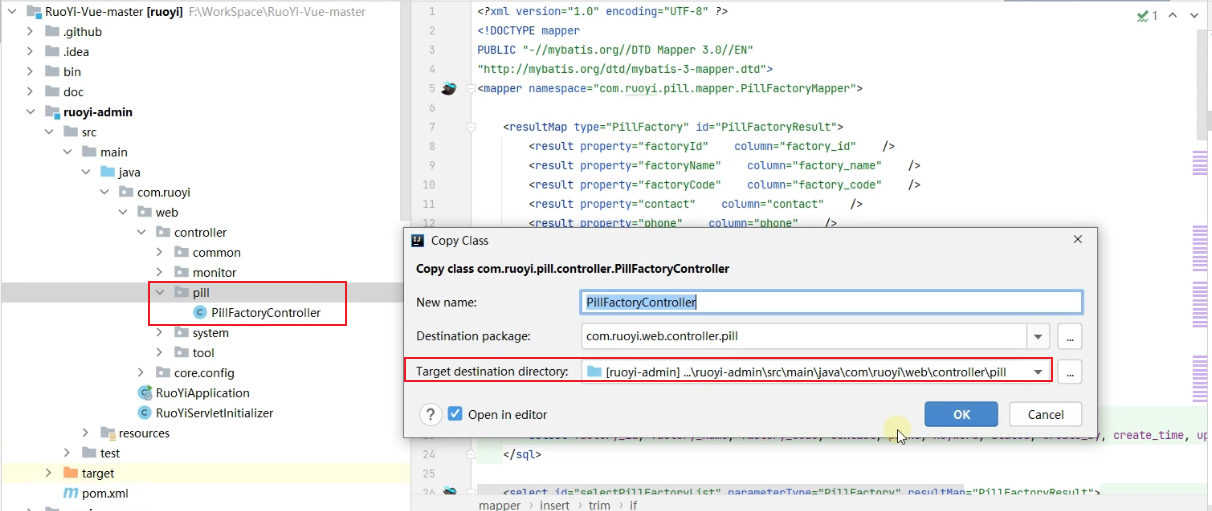 RuoYi-Vue-master [ruoyi] F:\WorkSpace\RuoYi-Vue-master
.github
.idea
bin
doc
ruoyi-admin
src
main
java
com.ruoyi
web
controller
common
monitor
pill
PillFactoryController
system
tool
core.config
RuoYiApplication
RuoYiServletInitializer
resources
test
target
pom.xml
1 <?xml version="1.0" encoding="UTF-8" ?>
2 <!DOCTYPE mapper
3 PUBLIC "-//mybatis.org//DTD Mapper 3.0//EN"
4 "http://mybatis.org/dtd/mybatis-3-mapper.dtd">
5 <mapper namespace="com.ruoyi.pill.mapper.PillFactoryMapper">
6
7 <resultMap type="PillFactory" id="PillFactoryResult">
8 <result property="factoryId" column="factory_id" />
9 <result property="factoryName" column="factory_name" />
10 <result property="factoryCode" column="factory_code" />
11 <result property="contact" column="contact" />
12 <result property="phone" column="phone" />
1
Copy Class
Copy class com.ruoyi.pill.controller.PillFactoryController
New name: PillFactoryController
Destination package: com.ruoyi.web.controller.pill ...
Target destination directory: [ruoyi-admin] ...\ruoyi-admin\src\main\java\com\ruoyi\web\controller\pill ...
? Open in editor OK Cancel
create_time, up
</sql>
25
26 <select id="selectPillFactoryList" parameterType="PillFactory" resultMap="PillFactoryResult">
mapper › insert › trim › if